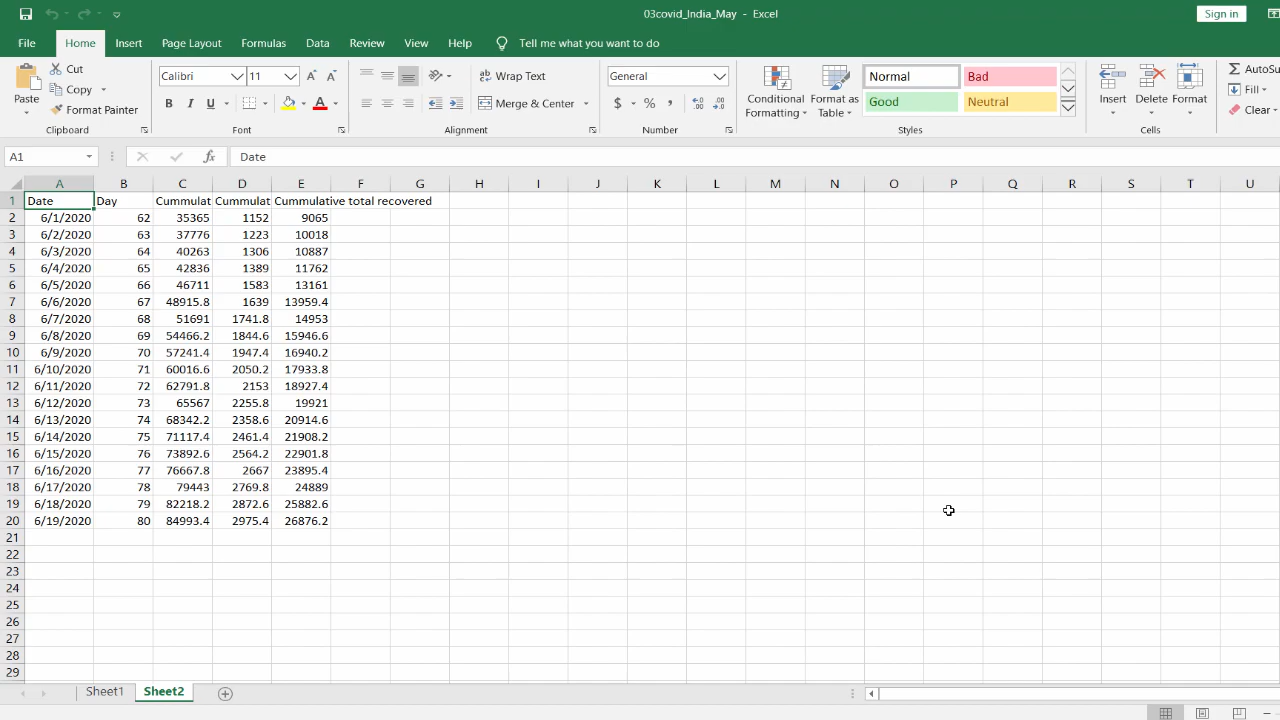 03covid_India_May - Excel
Sign in
File Home Insert Page Layout Formulas Data Review View Help Tell me what you want to do
Cut
Copy
Format Painter
Paste
Calibri 11
B I U A
Wrap Text
Merge & Center
General
$ % ,
Conditional Formatting
Format as Table
Normal Bad
Good Neutral
Insert Delete Format
AutoSu
Fill
Clear
Clipboard Font Alignment Number Styles Cells
A1 fx Date
A B C D E F G H I J K L M N O P Q R S T U
1 Date Day Cummulat Cummulat Cummulative total recovered
2 6/1/2020 62 35365 1152 9065
3 6/2/2020 63 37776 1223 10018
4 6/3/2020 64 40263 1306 10887
5 6/4/2020 65 42836 1389 11762
6 6/5/2020 66 46711 1583 13161
7 6/6/2020 67 48915.8 1639 13959.4
8 6/7/2020 68 51691 1741.8 14953
9 6/8/2020 69 54466.2 1844.6 15946.6
10 6/9/2020 70 57241.4 1947.4 16940.2
11 6/10/2020 71 60016.6 2050.2 17933.8
12 6/11/2020 72 62791.8 2153 18927.4
13 6/12/2020 73 65567 2255.8 19921
14 6/13/2020 74 68342.2 2358.6 20914.6
15 6/14/2020 75 71117.4 2461.4 21908.2
16 6/15/2020 76 73892.6 2564.2 22901.8
17 6/16/2020 77 76667.8 2667 23895.4
18 6/17/2020 78 79443 2769.8 24889
19 6/18/2020 79 82218.2 2872.6 25882.6
20 6/19/2020 80 84993.4 2975.4 26876.2
21
22
23
24
25
26
27
28
29
Sheet1 Sheet2